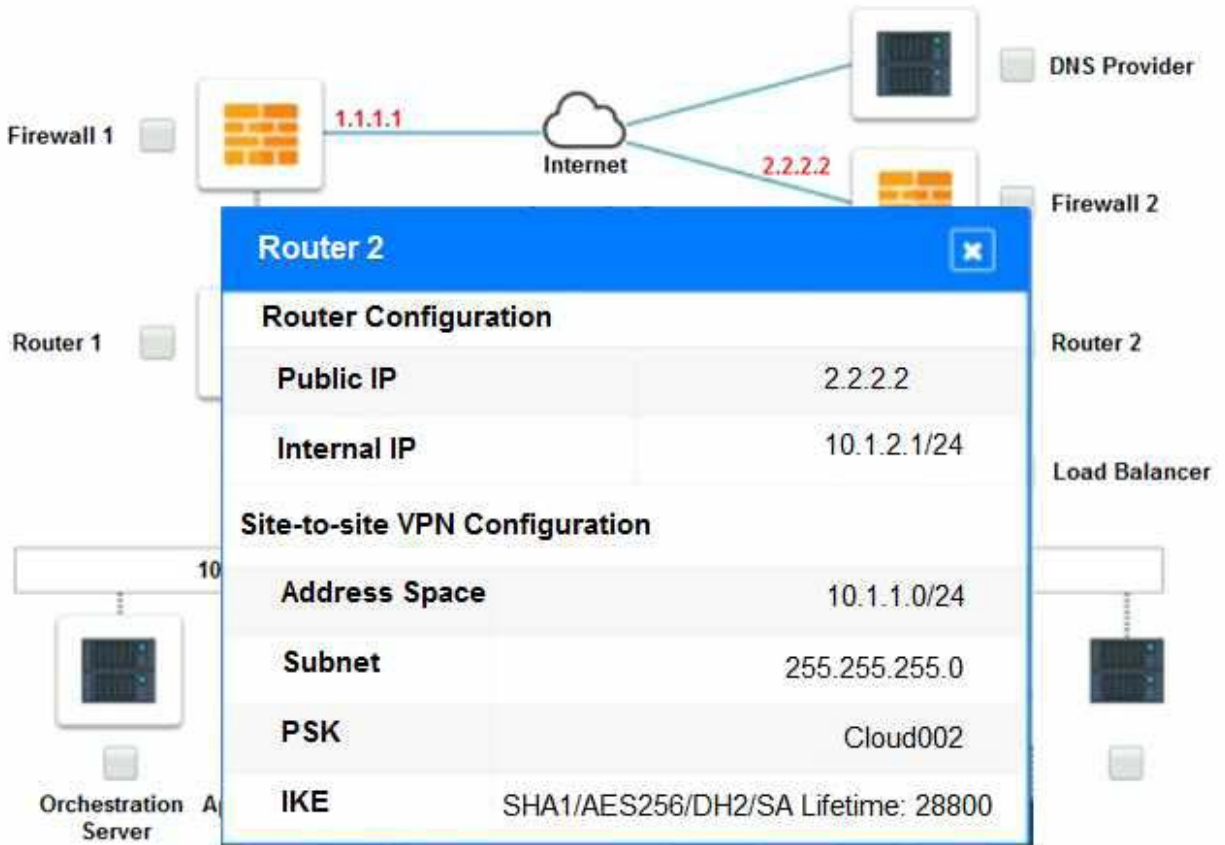 DNS Provider
Firewall 1
1.1.1.1
Internet
2.2.2.2
Firewall 2
Router 2
Router Configuration
Router 1
Router 2
Public IP 2.2.2.2
Internal IP 10.1.2.1/24
Load Balancer
Site-to-site VPN Configuration
10
Address Space 10.1.1.0/24
Subnet 255.255.255.0
PSK Cloud002
IKE SHA1/AES256/DH2/SA Lifetime: 28800
Orchestration
Server